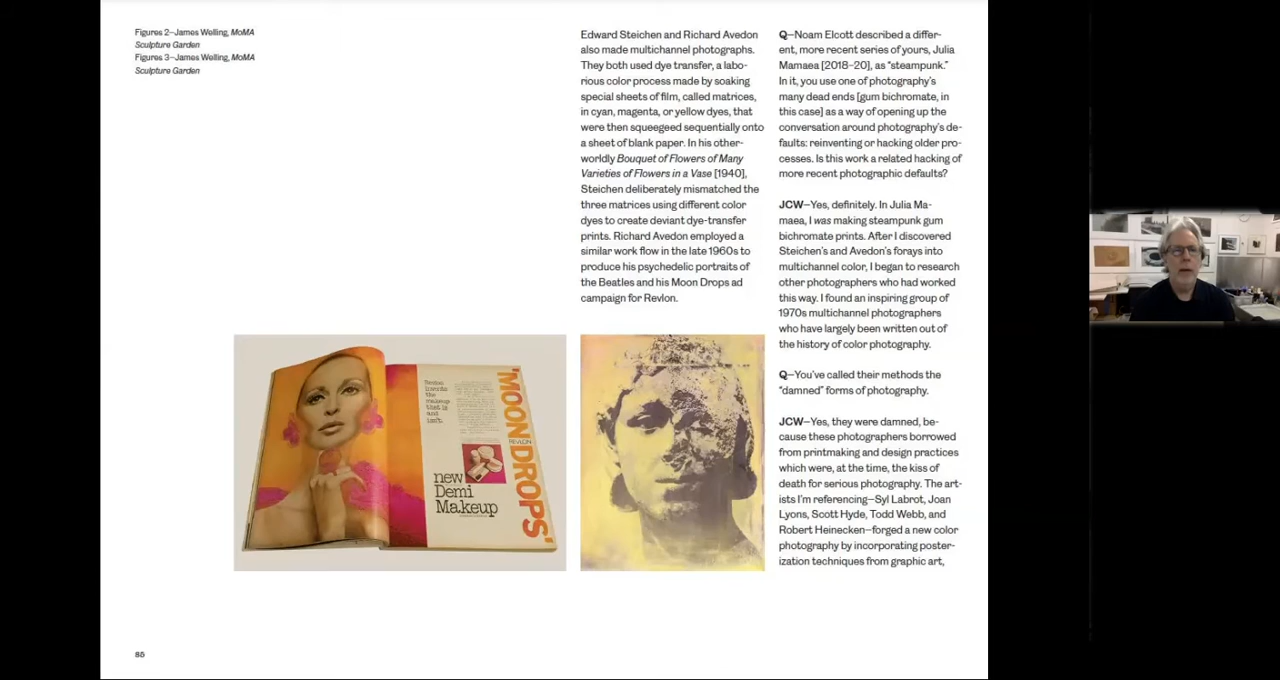 Figures 2—James Welling, MoMA
Sculpture Garden
Figures 3—James Welling, MoMA
Sculpture Garden
Edward Steichen and Richard Avedon
also made multichannel photographs.
They both used dye transfer, a labo-
rious color process made by soaking
special sheets of film, called matrices,
in cyan, magenta, or yellow dyes, that
were then squeegeed sequentially onto
a sheet of blank paper. In his other-
worldly Bouquet of Flowers of Many
Varieties of Flowers in a Vase [1940],
Steichen deliberately mismatched the
three matrices using different color
dyes to create deviant dye-transfer
prints. Richard Avedon employed a
similar work flow in the late 1960s to
produce his psychedelic portraits of
the Beatles and his Moon Drops ad
campaign for Revlon.
Q—Noam Elcott described a differ-
ent, more recent series of yours, Julia
Mamaea [2018–20], as “steampunk.”
In it, you use one of photography’s
many dead ends [gum bichromate, in
this case] as a way of opening up the
conversation around photography’s de-
faults: reinventing or hacking older pro-
cesses. Is this work a related hacking of
more recent photographic defaults?
JCW—Yes, definitely. In Julia Ma-
maea, I was making steampunk gum
bichromate prints. After I discovered
Steichen’s and Avedon’s forays into
multichannel color, I began to research
other photographers who had worked
this way. I found an inspiring group of
1970s multichannel photographers
who have largely been written out of
the history of color photography.
Q—You’ve called their methods the
“damned” forms of photography.
JCW—Yes, they were damned, be-
cause these photographers borrowed
from printmaking and design practices
which were, at the time, the kiss of
death for serious photography. The art-
ists I’m referencing—Syl Labrot, Joan
Lyons, Scott Hyde, Todd Webb, and
Robert Heinecken—forged a new color
photography by incorporating poster-
ization techniques from graphic art,
Revlon
invents
the
makeup
that is
and
isn't.
'MOON DROPS'
REVLON
new
Demi
Makeup
85